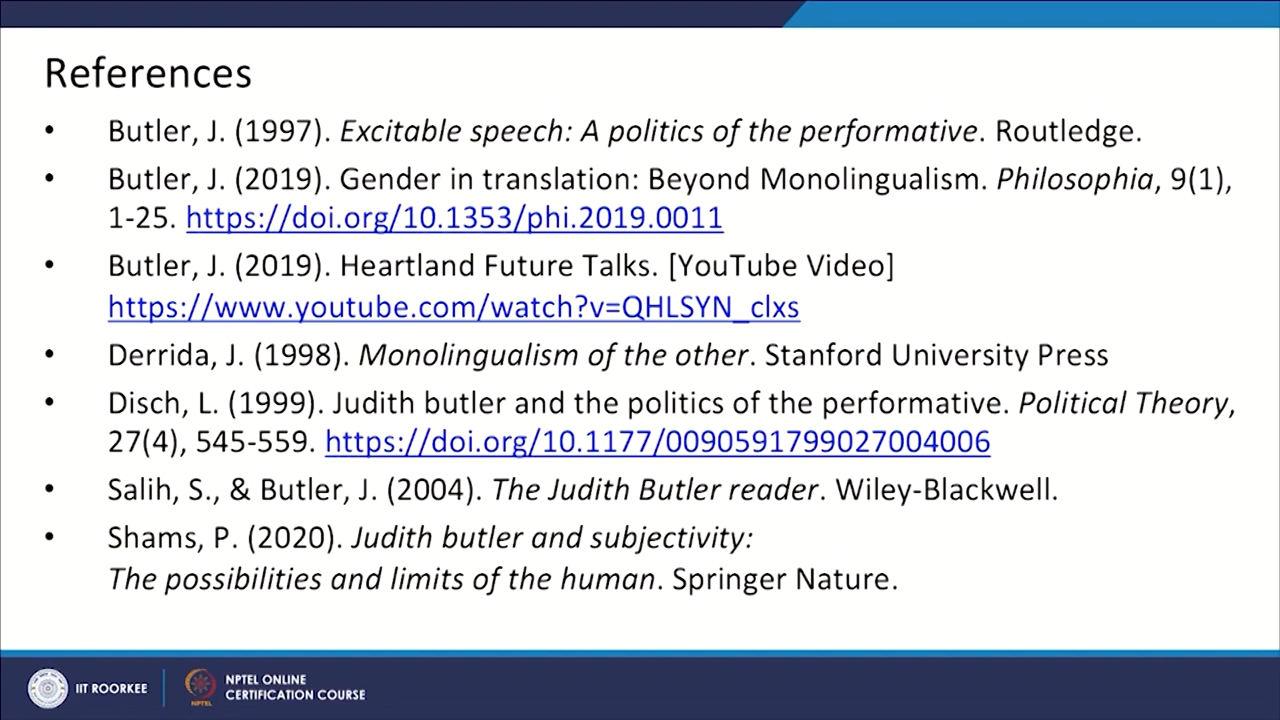 References
• Butler, J. (1997). Excitable speech: A politics of the performative. Routledge.
• Butler, J. (2019). Gender in translation: Beyond Monolingualism. Philosophia, 9(1),
1-25. https://doi.org/10.1353/phi.2019.0011
• Butler, J. (2019). Heartland Future Talks. [YouTube Video]
https://www.youtube.com/watch?v=QHLSYN_clxs
• Derrida, J. (1998). Monolingualism of the other. Stanford University Press
• Disch, L. (1999). Judith butler and the politics of the performative. Political Theory,
27(4), 545-559. https://doi.org/10.1177/0090591799027004006
• Salih, S., & Butler, J. (2004). The Judith Butler reader. Wiley-Blackwell.
• Shams, P. (2020). Judith butler and subjectivity:
The possibilities and limits of the human. Springer Nature.
IIT ROORKEE
NPTEL
NPTEL ONLINE
CERTIFICATION COURSE